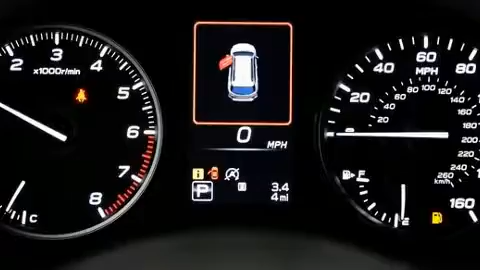 2 3 4 5 6 7 8
x1000r/min
C
0 MPH
i
P
3.4
4 mi
20 40 60 80 160
MPH
20 40 60 80 100 120 140 160 180 200 220 240 260
km/h
F
E